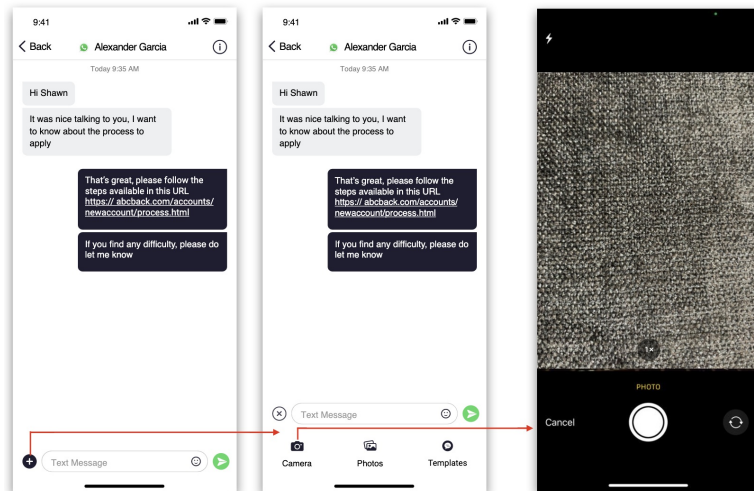 9:41
Back
Alexander Garcia
Today 9:35 AM
Hi Shawn
It was nice talking to you, I want
to know about the process to
apply
That's great, please follow the
steps available in this URL
https:// abcback.com/accounts/
newaccount/process.html
If you find any difficulty, please do
let me know
Text Message
9:41
Back
Alexander Garcia
Today 9:35 AM
Hi Shawn
It was nice talking to you, I want
to know about the process to
apply
That's great, please follow the
steps available in this URL
https:// abcback.com/accounts/
newaccount/process.html
If you find any difficulty, please do
let me know
Text Message
Camera Photos Templates
1×
PHOTO
Cancel